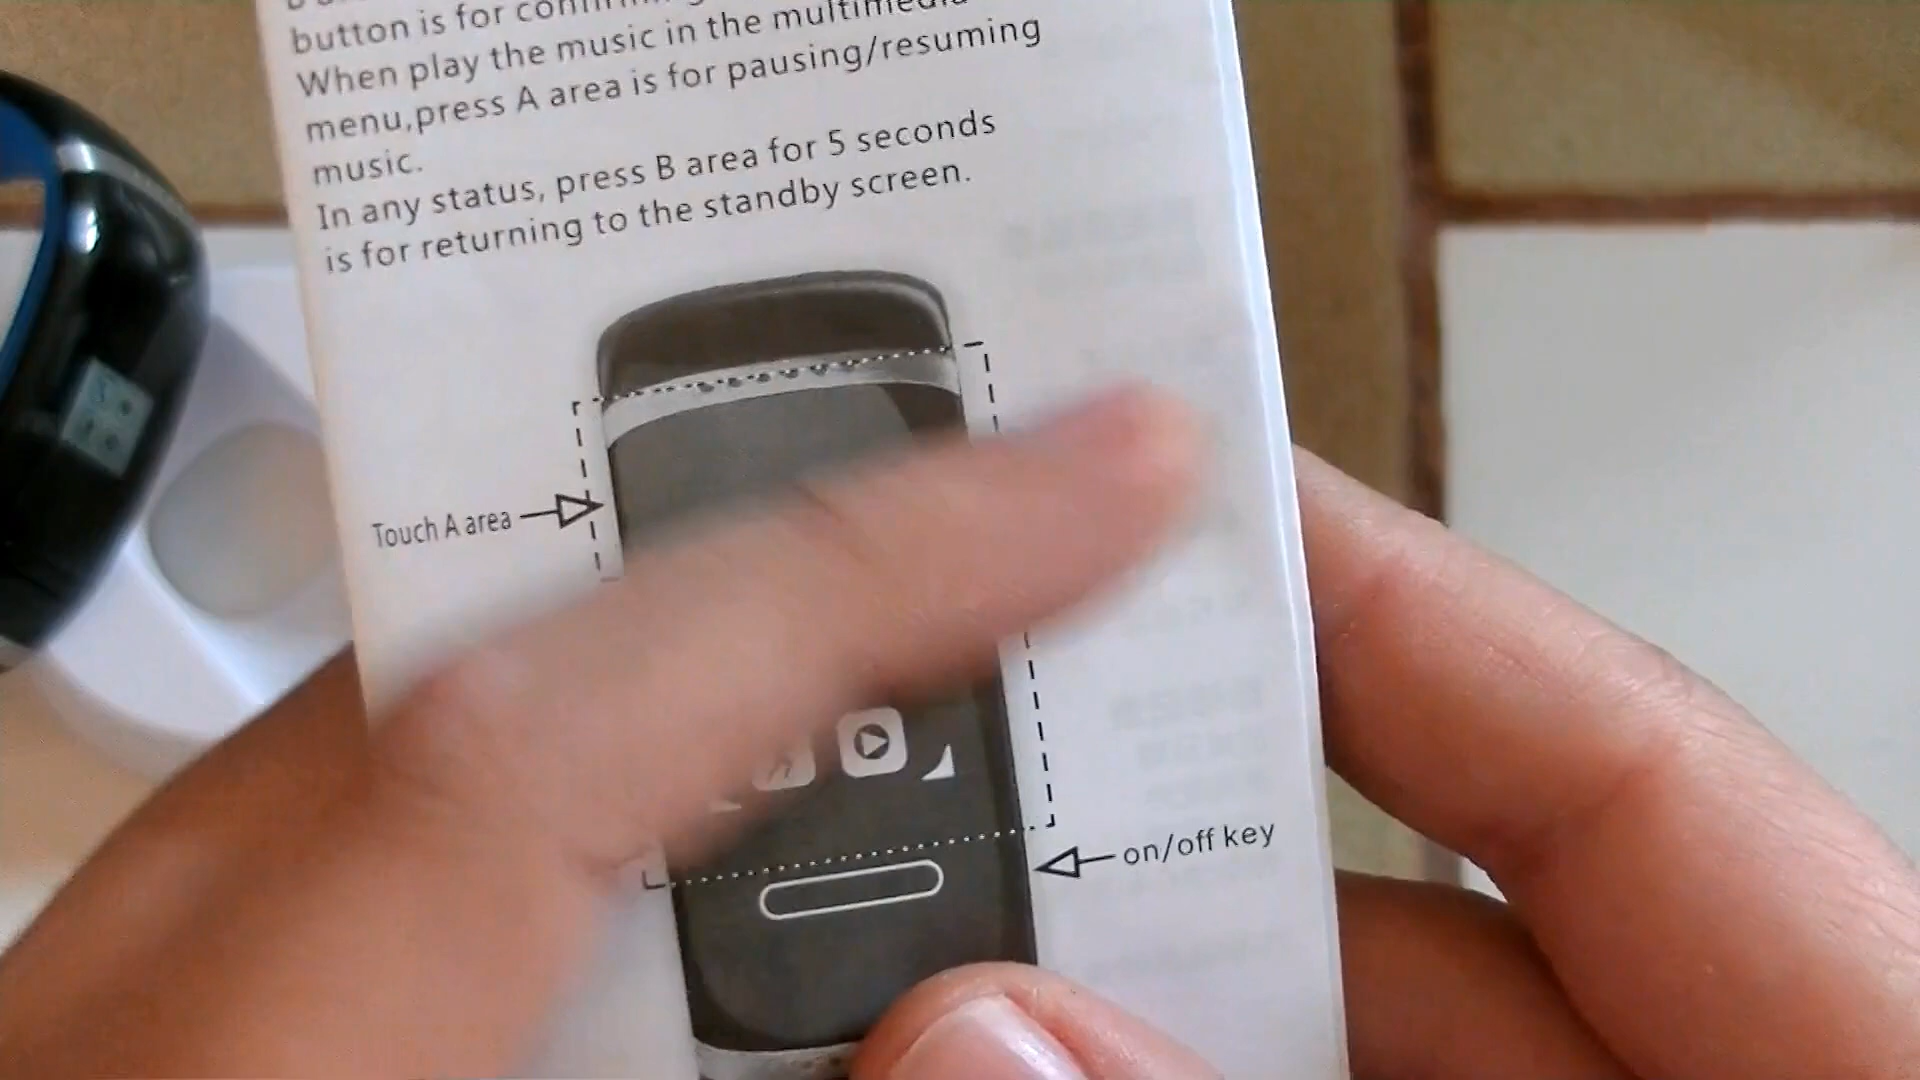 button is for
When play the music in the multimedia
menu,press A area is for pausing/resuming
music.
In any status, press B area for 5 seconds
is for returning to the standby screen.
Touch A area
on/off key